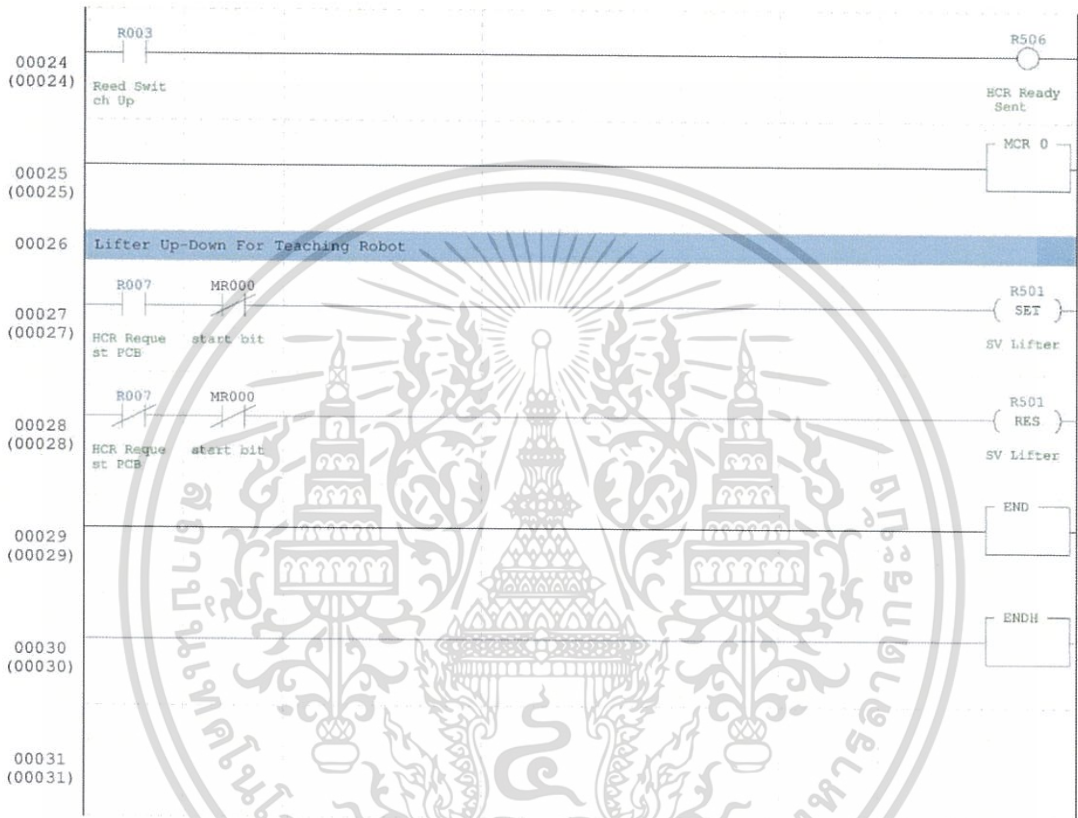 R003
R506
00024
(00024)
Reed Swit
ch Up
HCR Ready
Sent
MCR 0
00025
(00025)
00026
Lifter Up-Down For Teaching Robot
R007 MR000
R501
00027
(00027)
SET
HCR Reque
st PCB
start bit
SV Lifter
R007 MR000
R501
00028
(00028)
RES
HCR Reque
st PCB
start bit
SV Lifter
END
00029
(00029)
ENDH
00030
(00030)
00031
(00031)